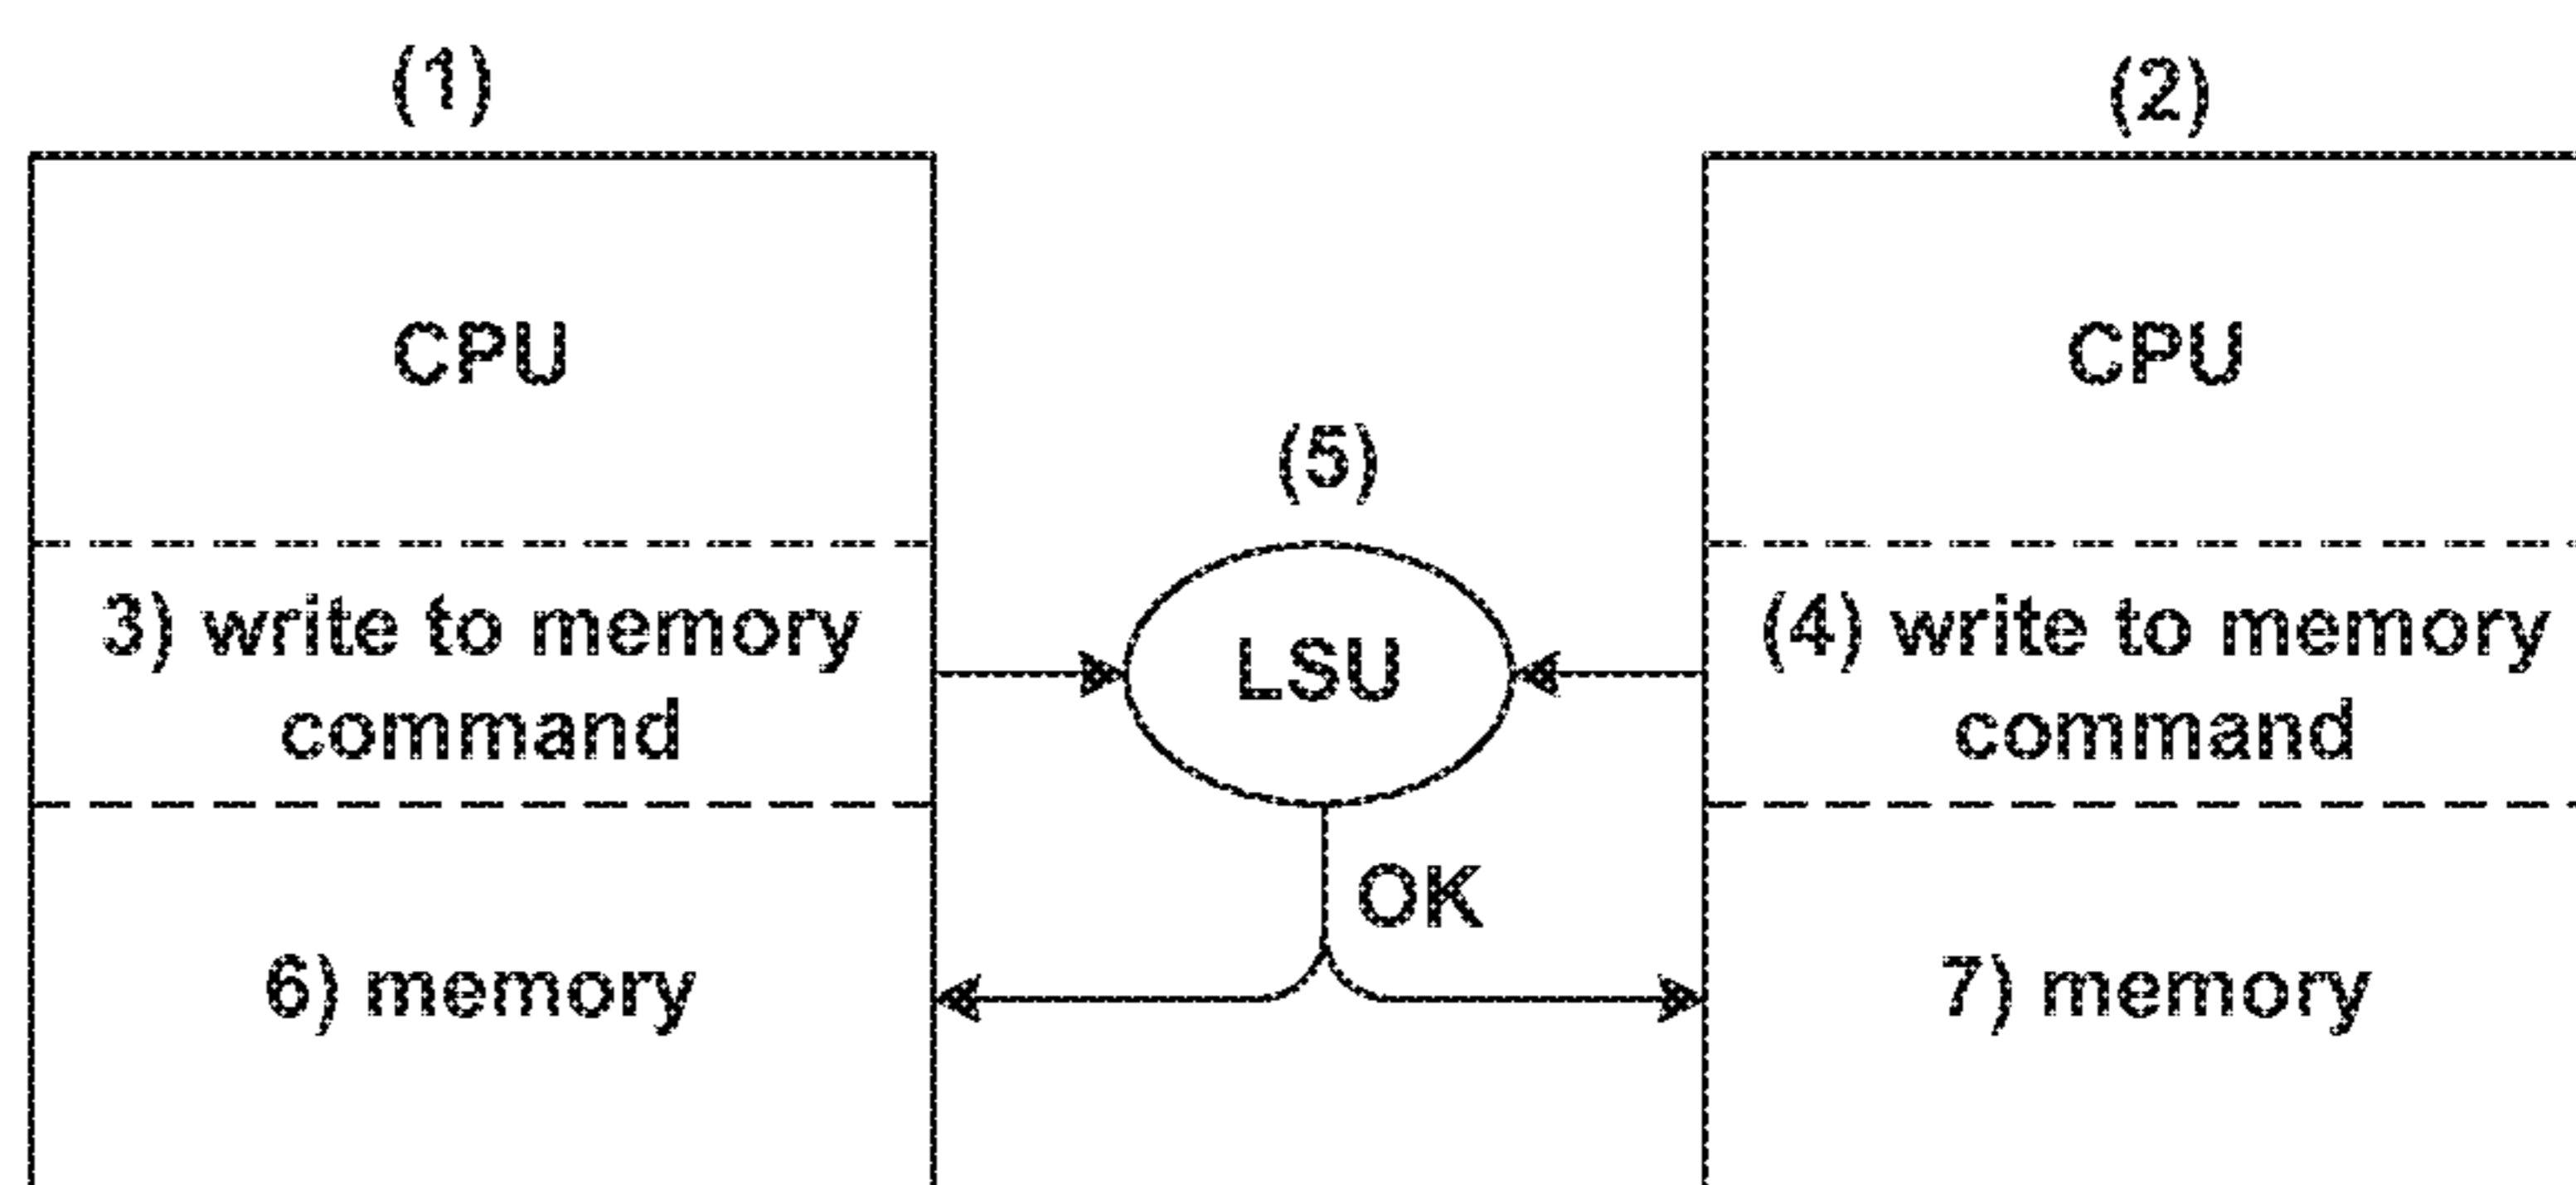 (1)
CPU
3) write to memory
command
6) memory
(5)
LSU
OK
(2)
CPU
(4) write to memory
command
7) memory